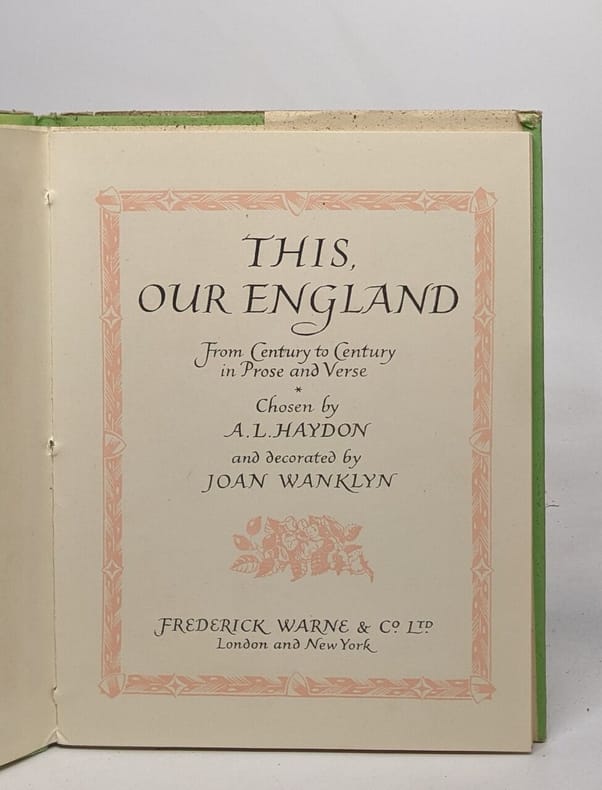 THIS,
OUR ENGLAND
From Century to Century
in Prose and Verse
*
Chosen by
A.L.HAYDON
and decorated by
JOAN WANKLYN
FREDERICK WARNE & Co LTD
London and New York